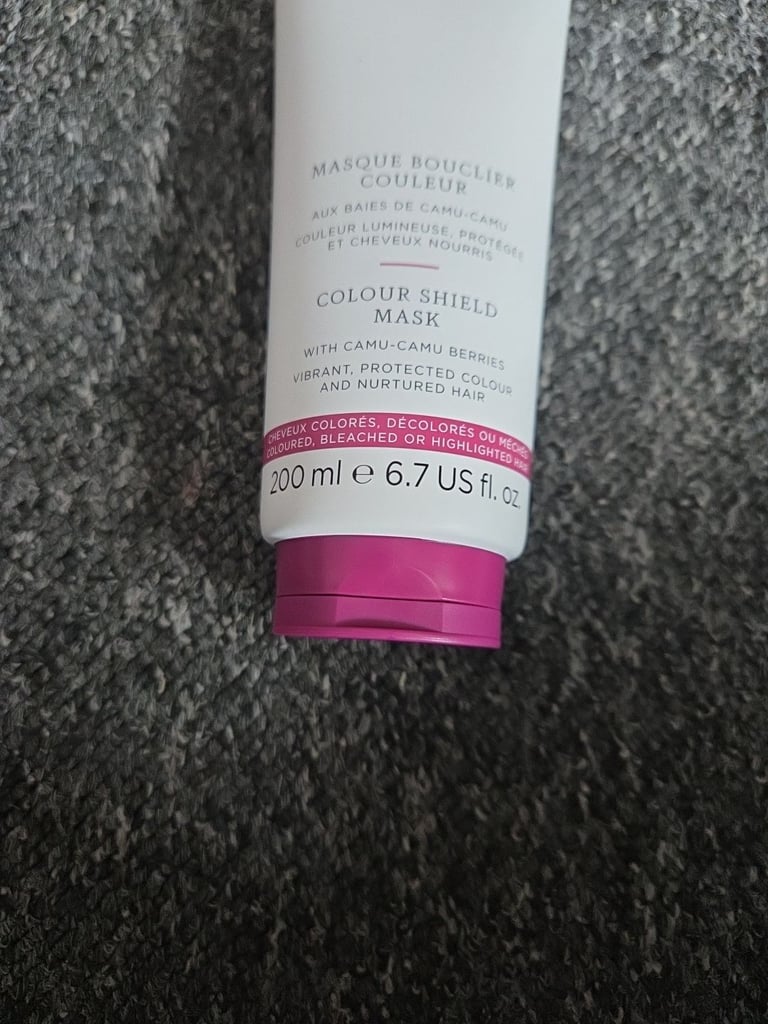 MASQUE BOUCLIER
COULEUR
AUX BAIES DE CAMU-CAMU
COULEUR LUMINEUSE, PROTÉGÉE
ET CHEVEUX NOURRIS
COLOUR SHIELD
MASK
WITH CAMU-CAMU BERRIES
VIBRANT, PROTECTED COLOUR
AND NURTURED HAIR
CHEVEUX COLORÉS, DÉCOLORÉS OU MÉCHÉS
COLOURED, BLEACHED OR HIGHLIGHTED HAIR
200 ml ℮ 6.7 US fl. oz.